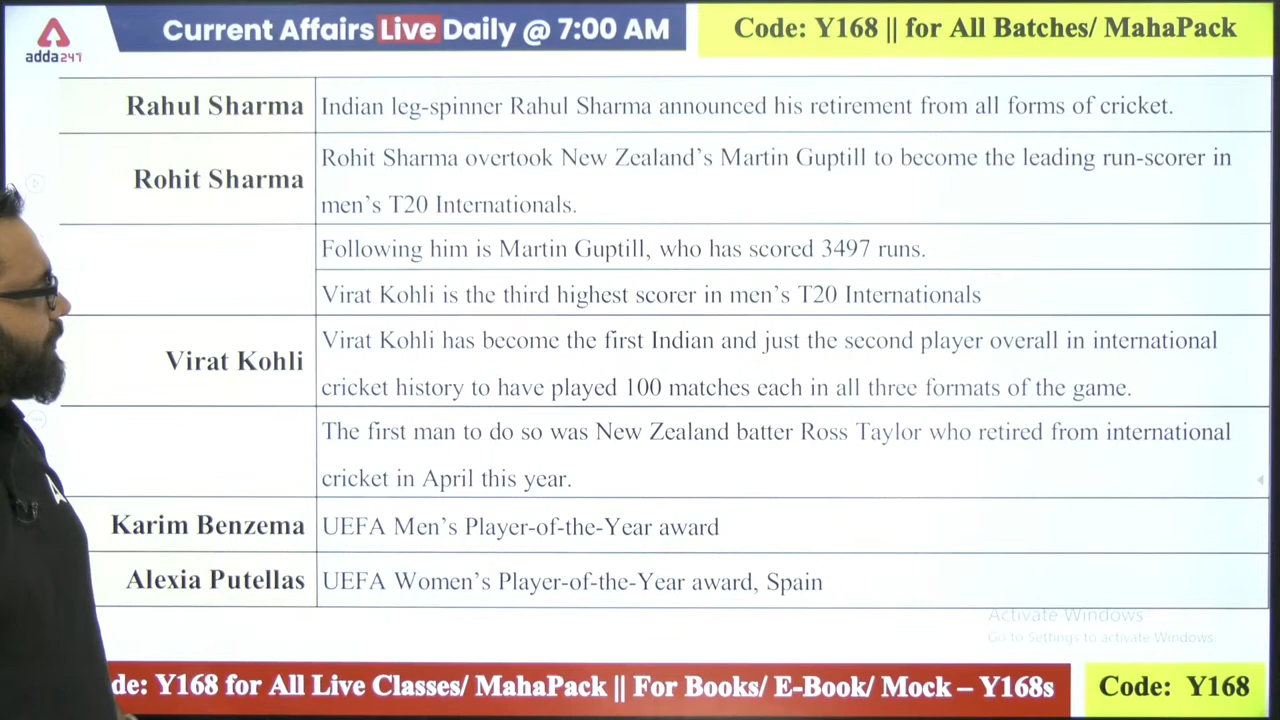 Current Affairs Live Daily @ 7:00 AM
Code: Y168 || for All Batches/ MahaPack
adda247
Rahul Sharma
Indian leg-spinner Rahul Sharma announced his retirement from all forms of cricket.
Rohit Sharma
Rohit Sharma overtook New Zealand’s Martin Guptill to become the leading run-scorer in
men’s T20 Internationals.
Following him is Martin Guptill, who has scored 3497 runs.
Virat Kohli is the third highest scorer in men’s T20 Internationals
Virat Kohli
Virat Kohli has become the first Indian and just the second player overall in international
cricket history to have played 100 matches each in all three formats of the game.
The first man to do so was New Zealand batter Ross Taylor who retired from international
cricket in April this year.
Karim Benzema
UEFA Men’s Player-of-the-Year award
Alexia Putellas
UEFA Women’s Player-of-the-Year award, Spain
Activate Windows
Go to Settings to activate Windows.
de: Y168 for All Live Classes/ MahaPack || For Books/ E-Book/ Mock – Y168s
Code: Y168